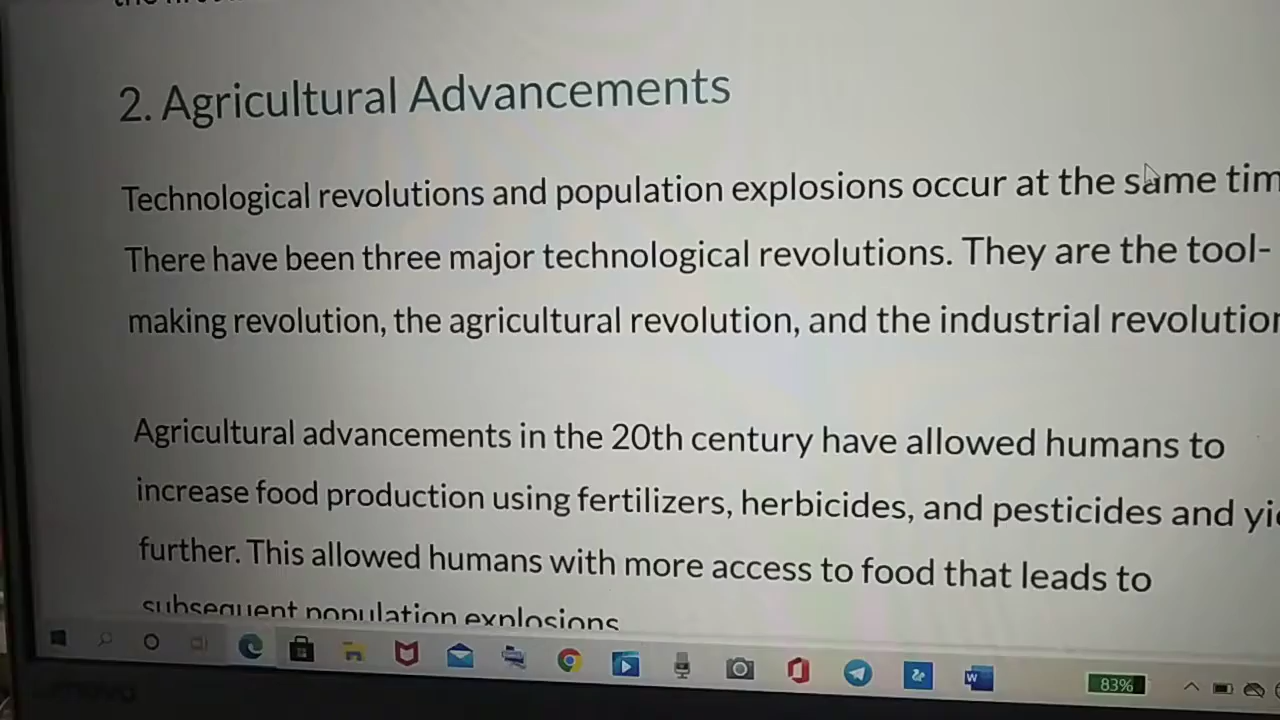 2. Agricultural Advancements
Technological revolutions and population explosions occur at the same
There have been three major technological revolutions. They are the tool-
making revolution, the agricultural revolution, and the industrial
Agricultural advancements in the 20th century have allowed humans to
increase food production using fertilizers, herbicides, and pesticides and
further. This allowed humans with more access to food that leads to
subsequent population explosions
83%